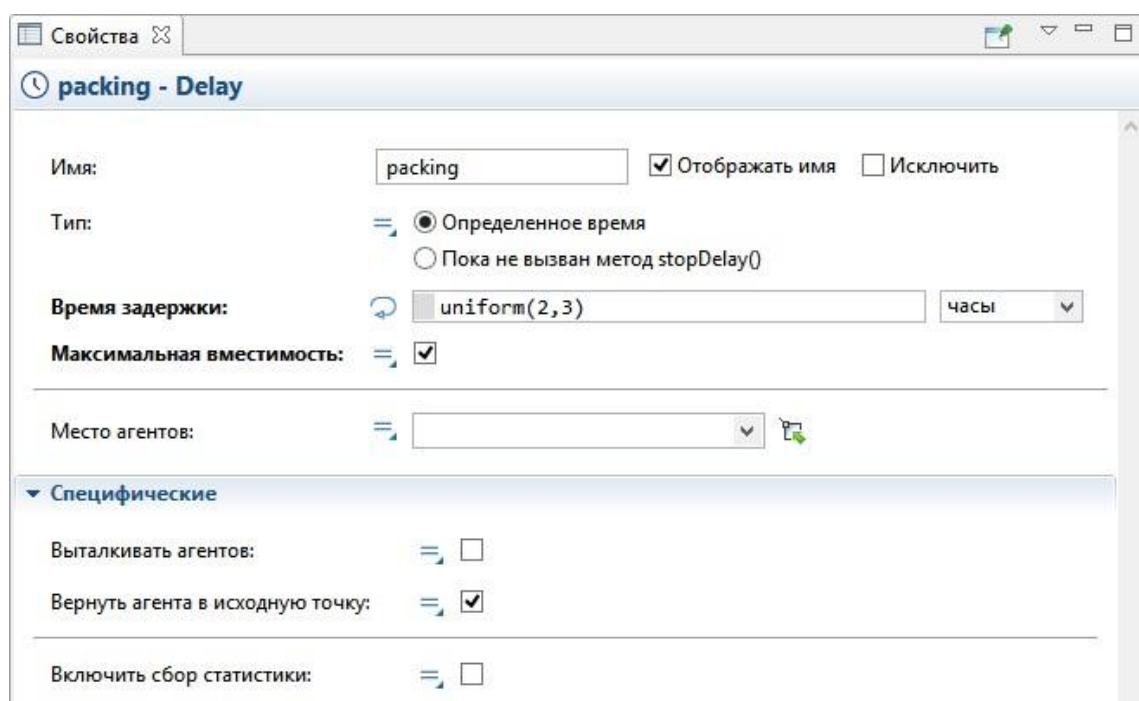 Свойства
packing - Delay
Имя: packing Отображать имя Исключить
Тип: Определенное время
Пока не вызван метод stopDelay()
Время задержки: uniform(2,3) часы
Максимальная вместимость:
Место агентов:
Специфические
Выталкивать агентов:
Вернуть агента в исходную точку:
Включить сбор статистики: